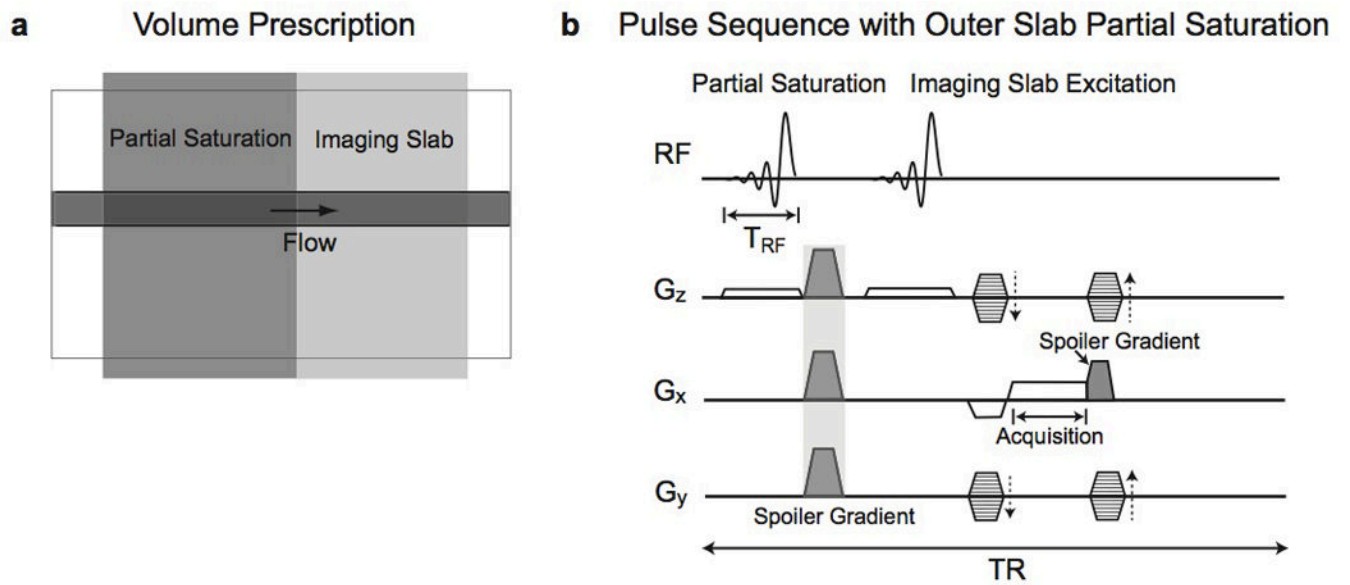 a
Volume Prescription
Partial Saturation
Imaging Slab
Flow
b
Pulse Sequence with Outer Slab Partial Saturation
Partial Saturation
Imaging Slab Excitation
RF
TRF
Gz
Spoiler Gradient
Gx
Acquisition
Gy
Spoiler Gradient
TR